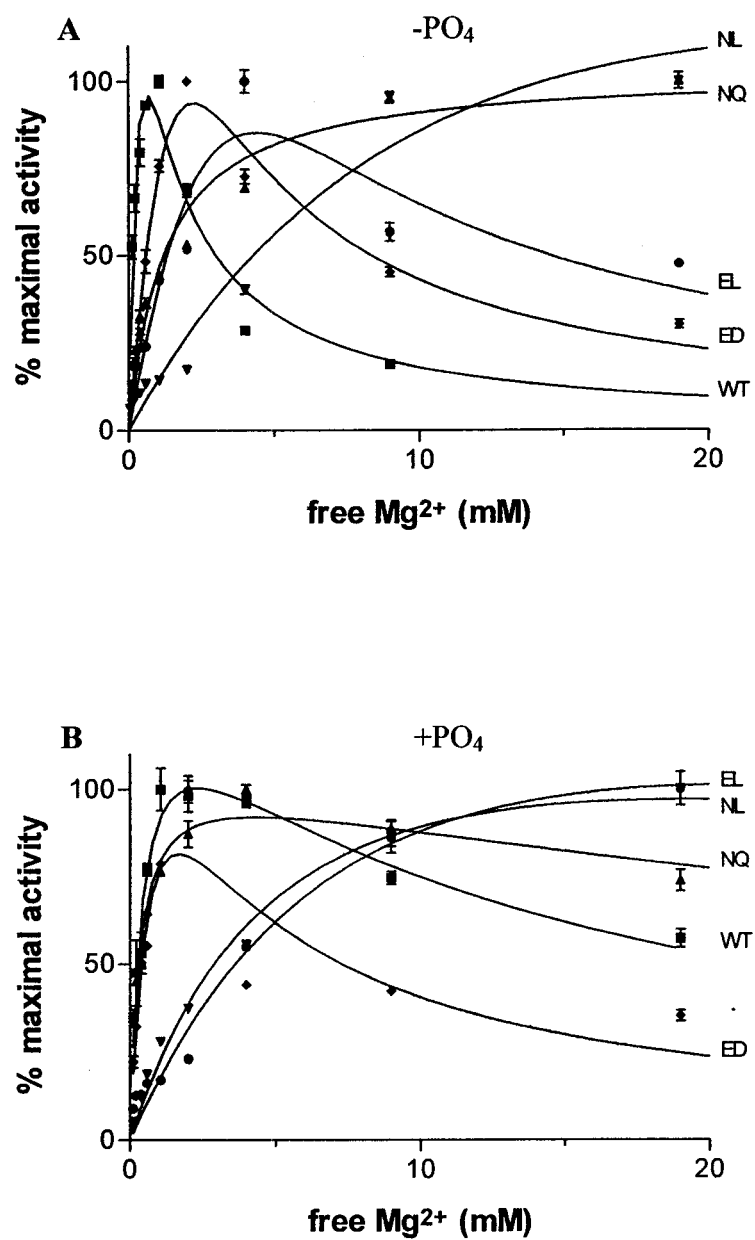 A
-PO4
% maximal activity
100
50
0
0
10
20
free Mg2+ (mM)
NL
NQ
EL
ED
WT
B
+PO4
% maximal activity
100
50
0
0
10
20
free Mg2+ (mM)
EL
NL
NQ
WT
ED